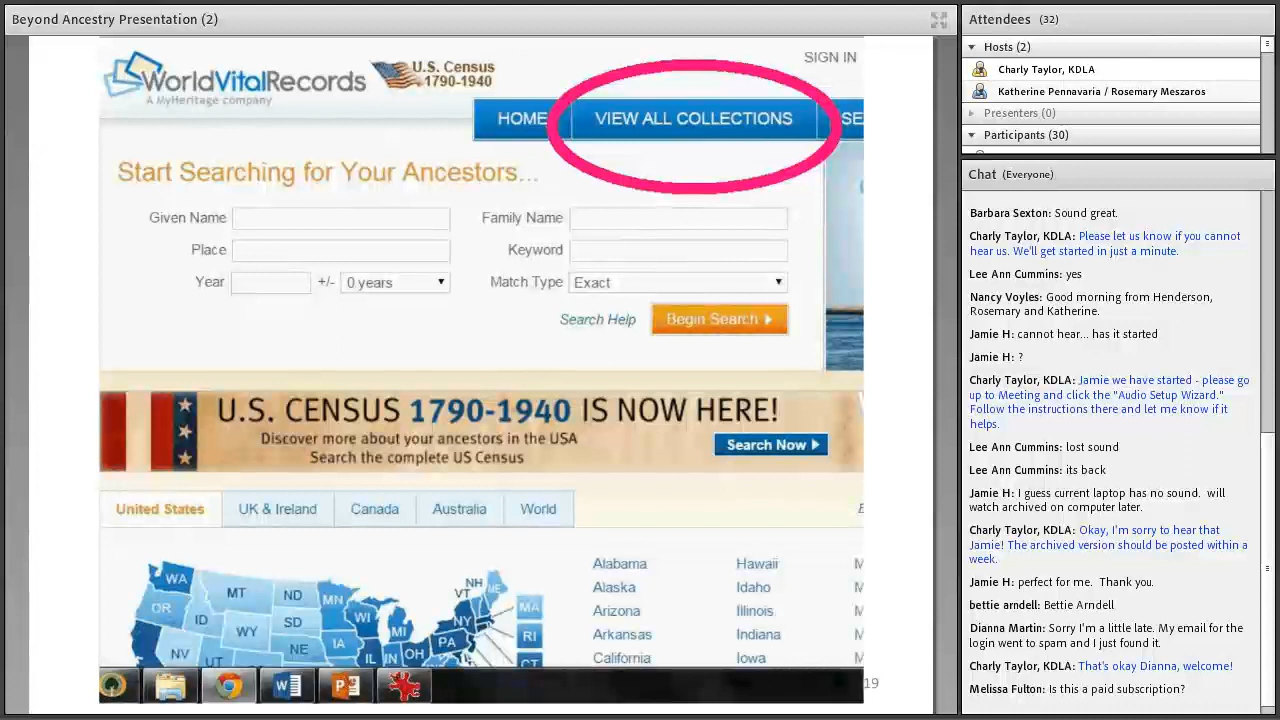 Beyond Ancestry Presentation (2)
WorldVitalRecords
A MyHeritage company
U.S. Census
1790-1940
SIGN IN
HOME
VIEW ALL COLLECTIONS
SE
Start Searching for Your Ancestors...
Given Name
Family Name
Place
Keyword
Year
+/-
0 years
Match Type
Exact
Search Help
Begin Search
U.S. CENSUS 1790-1940 IS NOW HERE!
Discover more about your ancestors in the USA
Search the complete US Census
Search Now
United States
UK & Ireland
Canada
Australia
World
WA
MT
ND
MN
OR
ID
SD
WI
MI
WY
NV
UT
NE
IA
IL
IN
OH
PA
NY
VT
NH
ME
MA
RI
CT
Alabama
Hawaii
M
Alaska
Idaho
M
Arizona
Illinois
M
Arkansas
Indiana
M
California
Iowa
M
19
Attendees (32)
Hosts (2)
Charly Taylor, KDLA
Katherine Pennavaria / Rosemary Meszaros
Presenters (0)
Participants (30)
Chat (Everyone)
Barbara Sexton: Sound great.
Charly Taylor, KDLA: Please let us know if you cannot
hear us. We'll get started in just a minute.
Lee Ann Cummins: yes
Nancy Voyles: Good morning from Henderson,
Rosemary and Katherine.
Jamie H: cannot hear... has it started
Jamie H: ?
Charly Taylor, KDLA: Jamie we have started - please go
up to Meeting and click the "Audio Setup Wizard."
Follow the instructions there and let me know if it
helps.
Lee Ann Cummins: lost sound
Lee Ann Cummins: its back
Jamie H: I guess current laptop has no sound. will
watch archived on computer later.
Charly Taylor, KDLA: Okay, I'm sorry to hear that
Jamie! The archived version should be posted within a
week.
Jamie H: perfect for me. Thank you.
bettie arndell: Bettie Arndell
Dianna Martin: Sorry I'm a little late. My email for the
login went to spam and I just found it.
Charly Taylor, KDLA: That's okay Dianna, welcome!
Melissa Fulton: Is this a paid subscription?